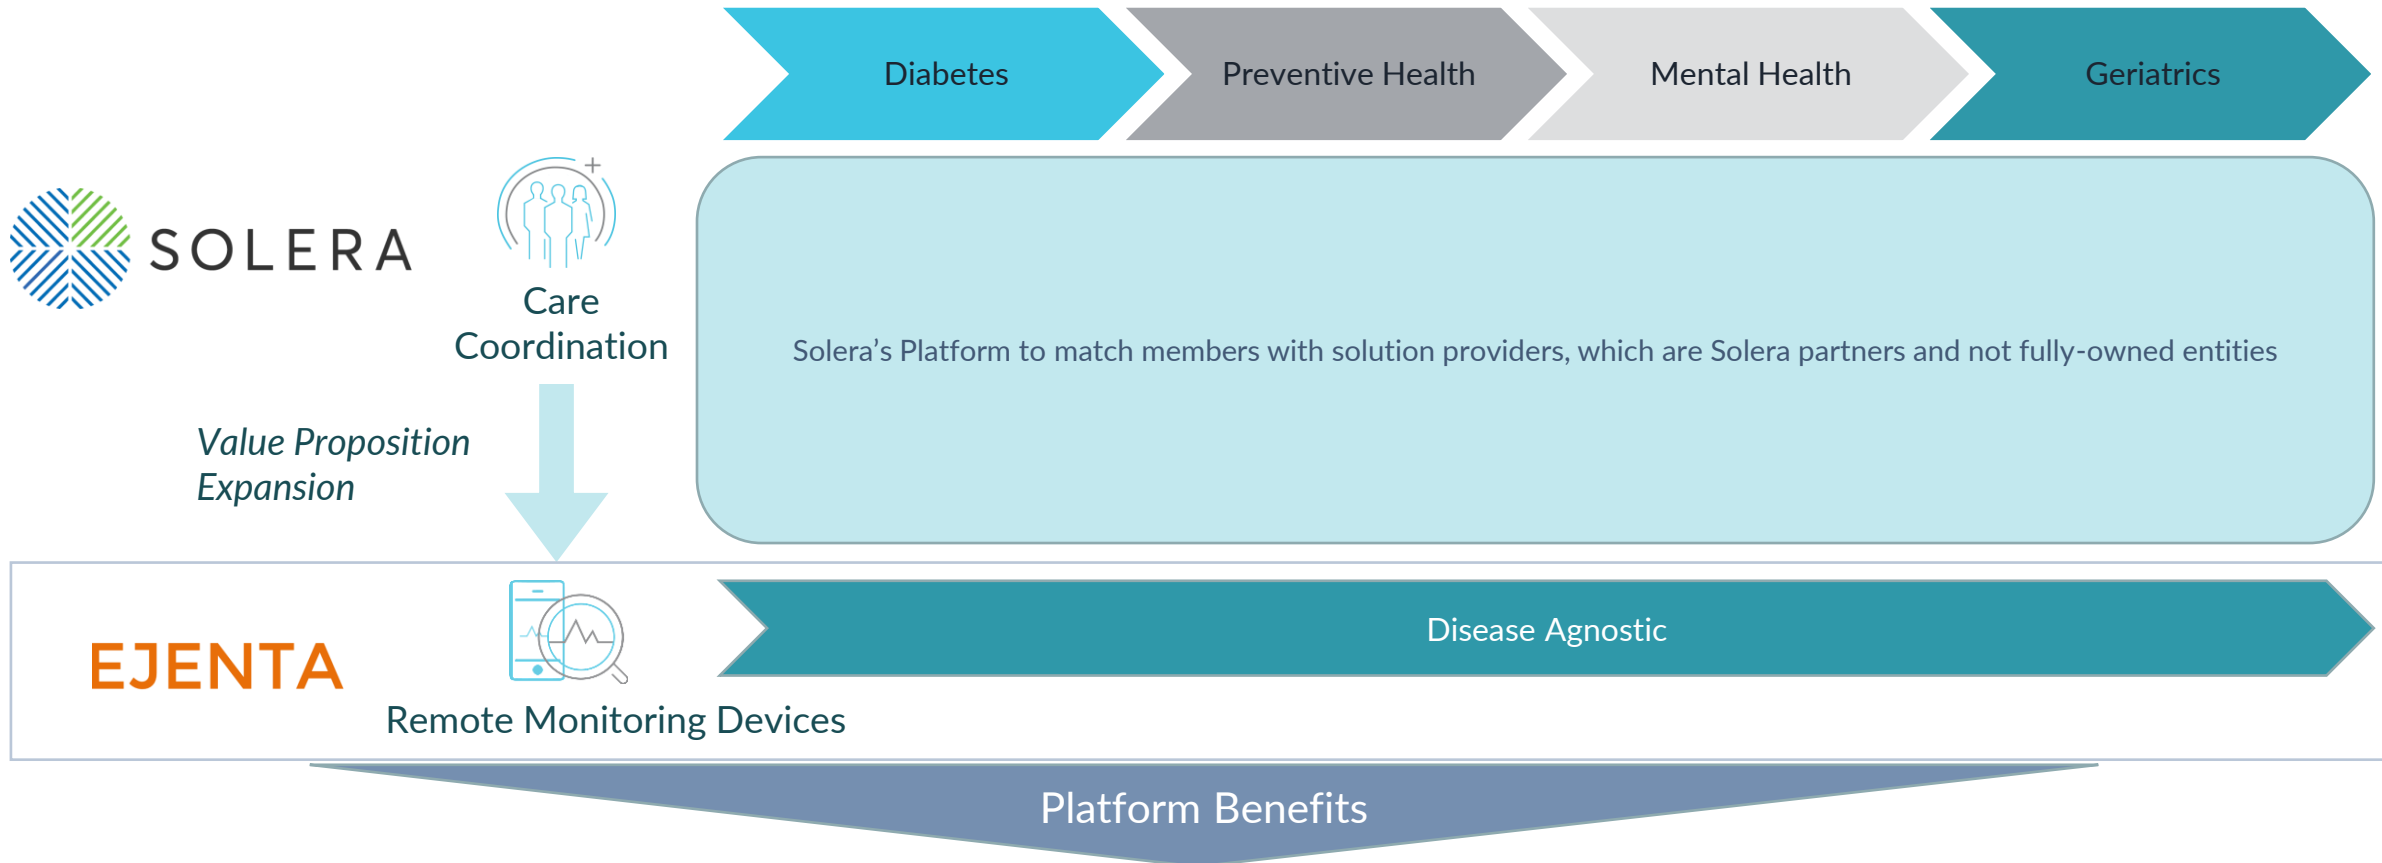 Diabetes
Preventive Health
Mental Health
Geriatrics
SOLERA
Care
Coordination
Solera’s Platform to match members with solution providers, which are Solera partners and not fully-owned entities
Value Proposition
Expansion
EJENTA
Remote Monitoring Devices
Disease Agnostic
Platform Benefits